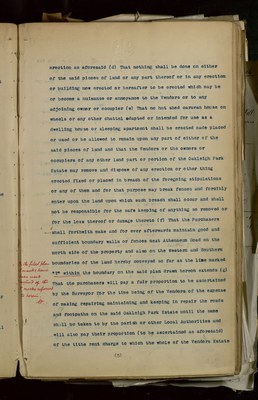 erection as aforesaid (d) That nothing shall be done on either
of the said pieces of land or any part thereof or in any erection
or building now erected or hereafter to be erected which may be
or become a nuisance or annoyance to the Vendors or to any
adjoining owner or occupier (e) That no hut shed caravan house on
wheels or any other chattel adapted or intended for use as a
dwelling house or sleeping apartment shall be erected made placed
or used or be allowed to remain upon any part of either of the
said pieces of land and that the Vendors or the owners or
occupiers of any other land part or portion of the Raileigh Park
Estate may remove and dispose of any erection or other thing
erected fixed or placed in breach of the foregoing stipulations
or any of them and for that purpose may break fences and forcibly
enter upon the land upon which such breach shall occur and shall
not be responsible for the safe keeping of anything so removed or
for the loss thereof or damage thereto (f) That the Purchasers
shall forthwith make and for ever afterwards maintain good and
sufficient boundary walls or fences next
north side of the property and also on the Western and Southern
boundaries of the land hereby conveyed so far as the marked
"T" within the boundary on the said plan drawn hereon extends (g)
That the purchasers will pay a fair proportion to be ascertained
by the Surveyor for the time being of the Vendors of the expense
of making repairing maintaining and keeping in repair the roads
and footpaths on the said Raileigh Park Estate until the same
shall be taken to by the parish or other Local Authorities and
will also pay their proportion (to be ascertained as aforesaid)
of the tithe rent charge to which the whole of the Vendors Estate